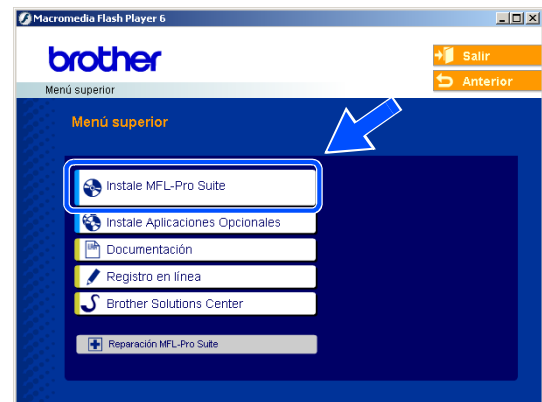 Macromedia Flash Player 6
brother
Salir
Menú superior
Anterior
Menú superior
Instale MFL-Pro Suite
Instale Aplicaciones Opcionales
Documentación
Registro en línea
Brother Solutions Center
Reparación MFL-Pro Suite